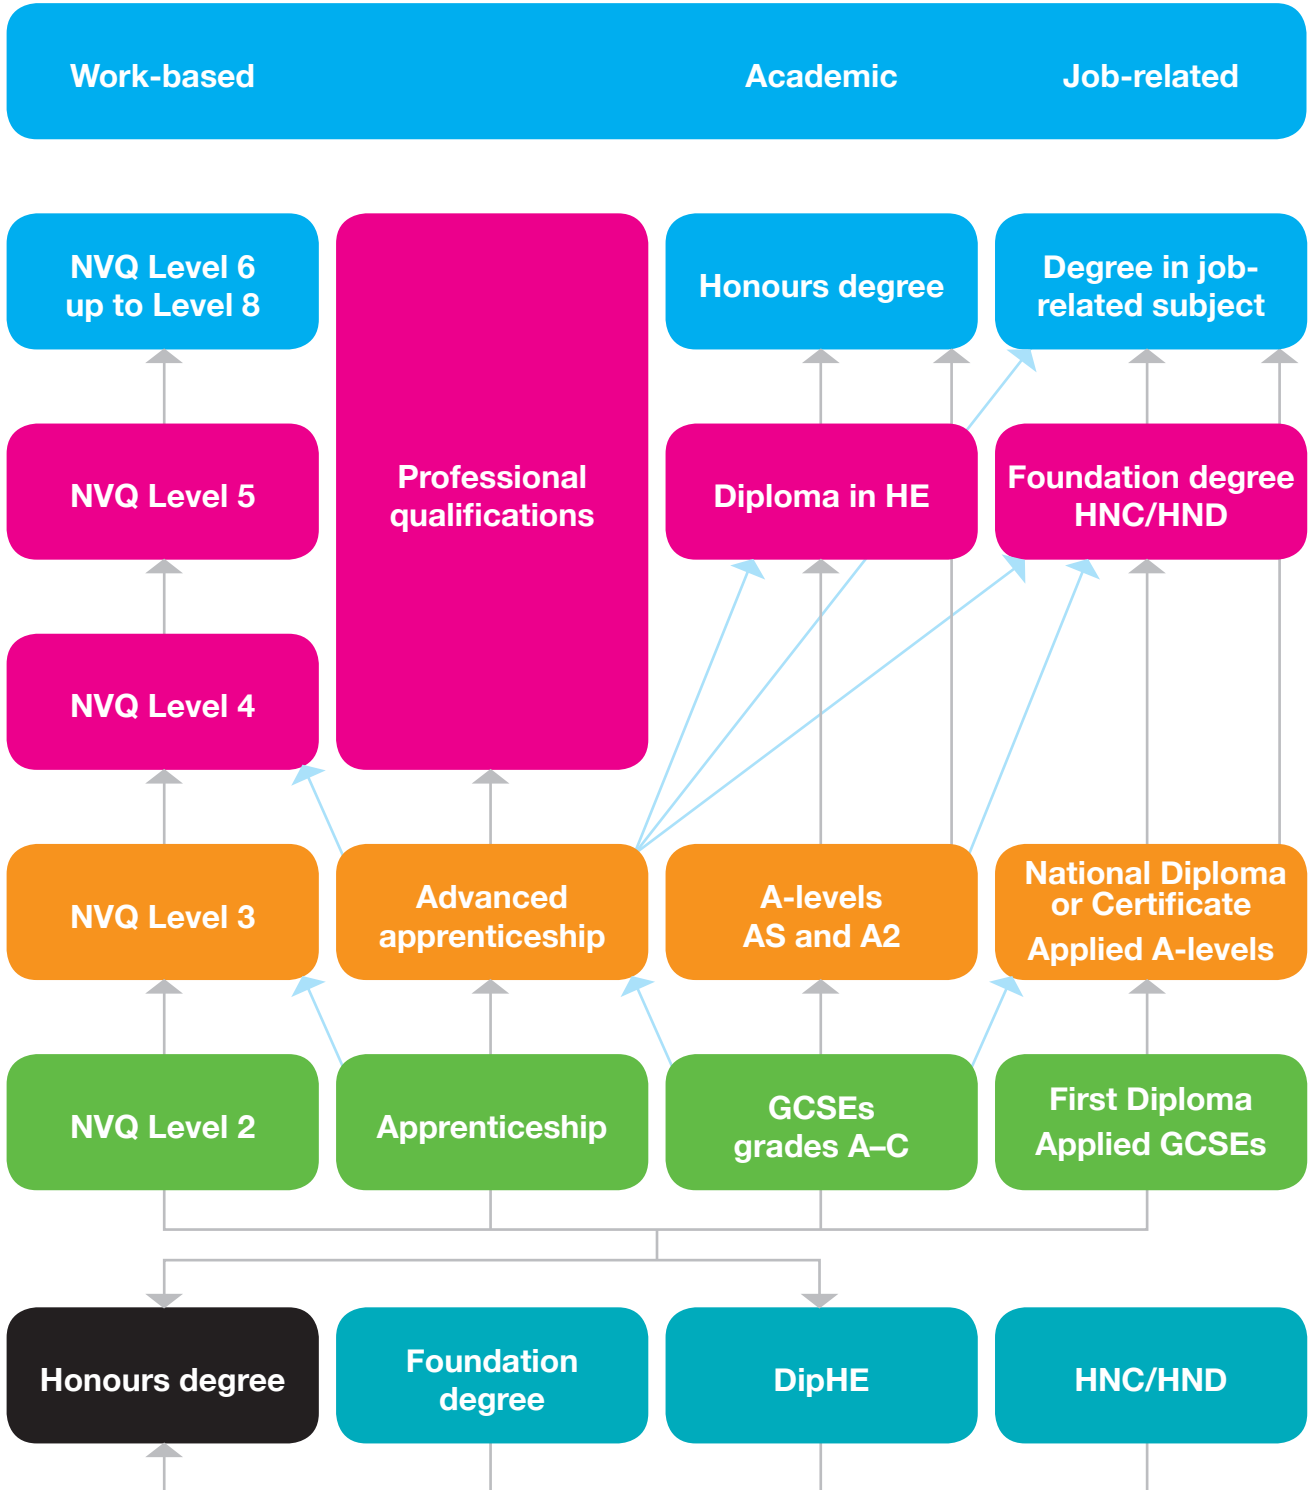 Work-based
Academic
Job-related
NVQ Level 6
up to Level 8
Honours degree
Degree in job-
related subject
NVQ Level 5
Professional
qualifications
Diploma in HE
Foundation degree
HNC/HND
NVQ Level 4
NVQ Level 3
Advanced
apprenticeship
A-levels
AS and A2
National Diploma
or Certificate
Applied A-levels
NVQ Level 2
Apprenticeship
GCSEs
grades A–C
First Diploma
Applied GCSEs
Honours degree
Foundation
degree
DipHE
HNC/HND